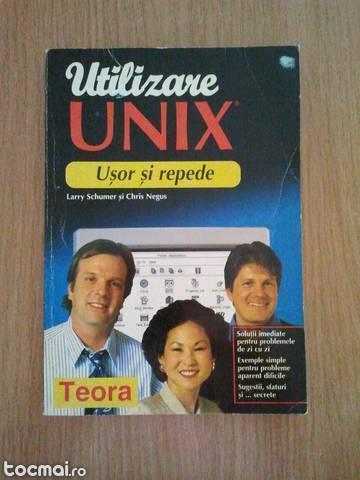 Utilizare
UNIX®
Ușor și repede
Larry Schumer și Chris Negus
Soluții imediate
pentru problemele
de zi cu zi
Exemple simple
pentru probleme
aparent dificile
Sugestii, sfaturi
și ... secrete
Teora
tocmai.ro